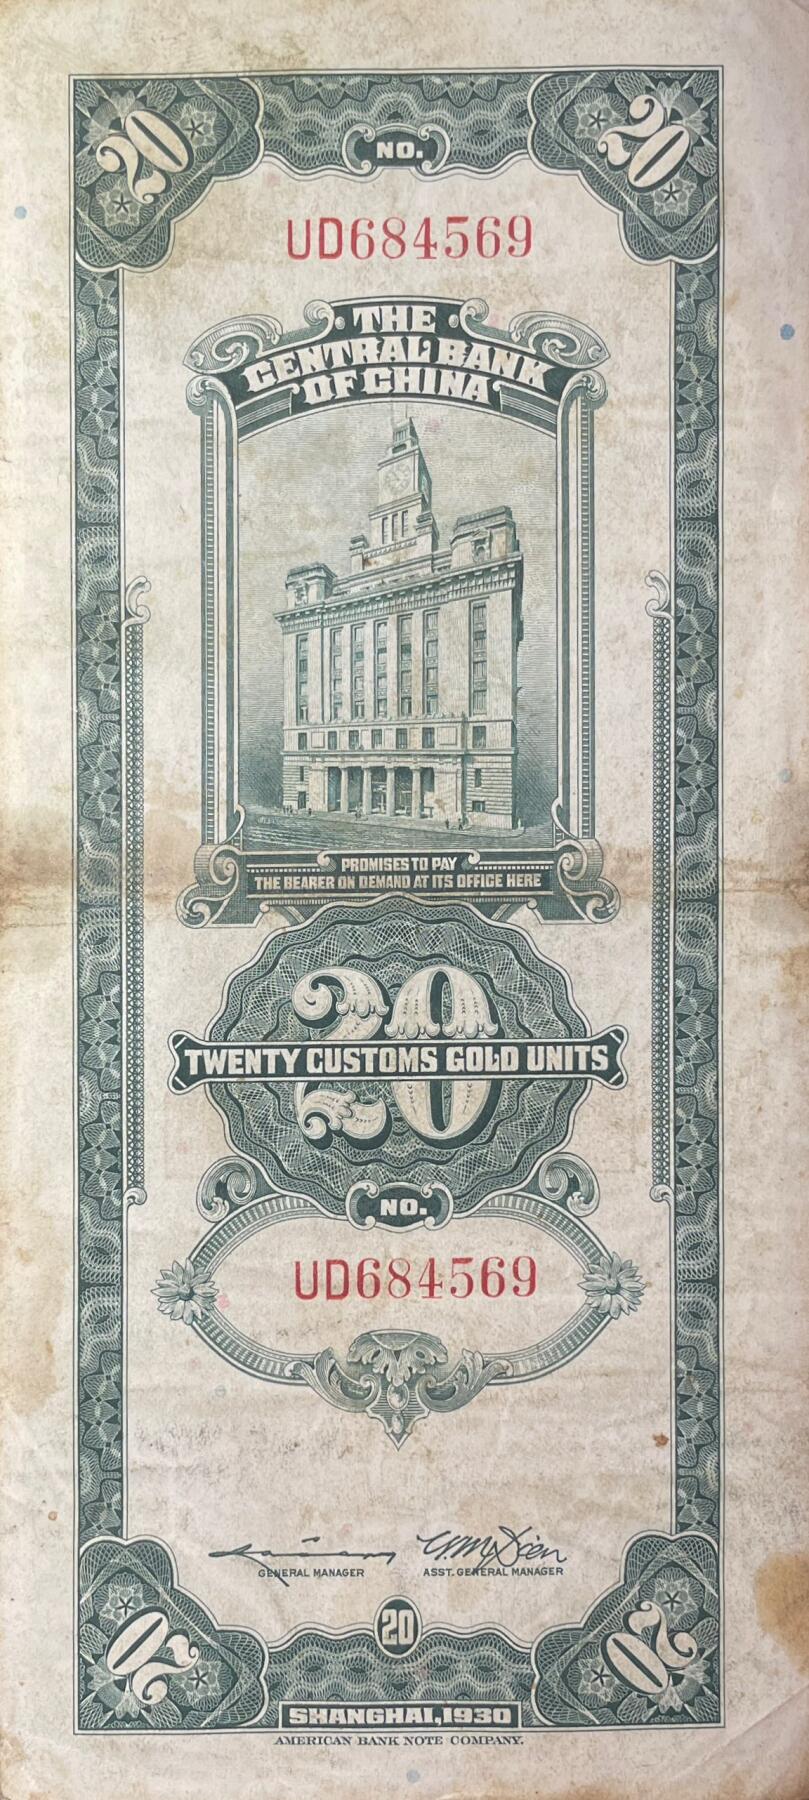 20 20
NO.
UD684569
THE
CENTRAL BANK
OF CHINA
PROMISES TO PAY
THE BEARER ON DEMAND AT ITS OFFICE HERE
20
TWENTY CUSTOMS GOLD UNITS
NO.
UD684569
GENERAL MANAGER ASST. GENERAL MANAGER
20
20 20
SHANGHAI, 1930
AMERICAN BANK NOTE COMPANY.